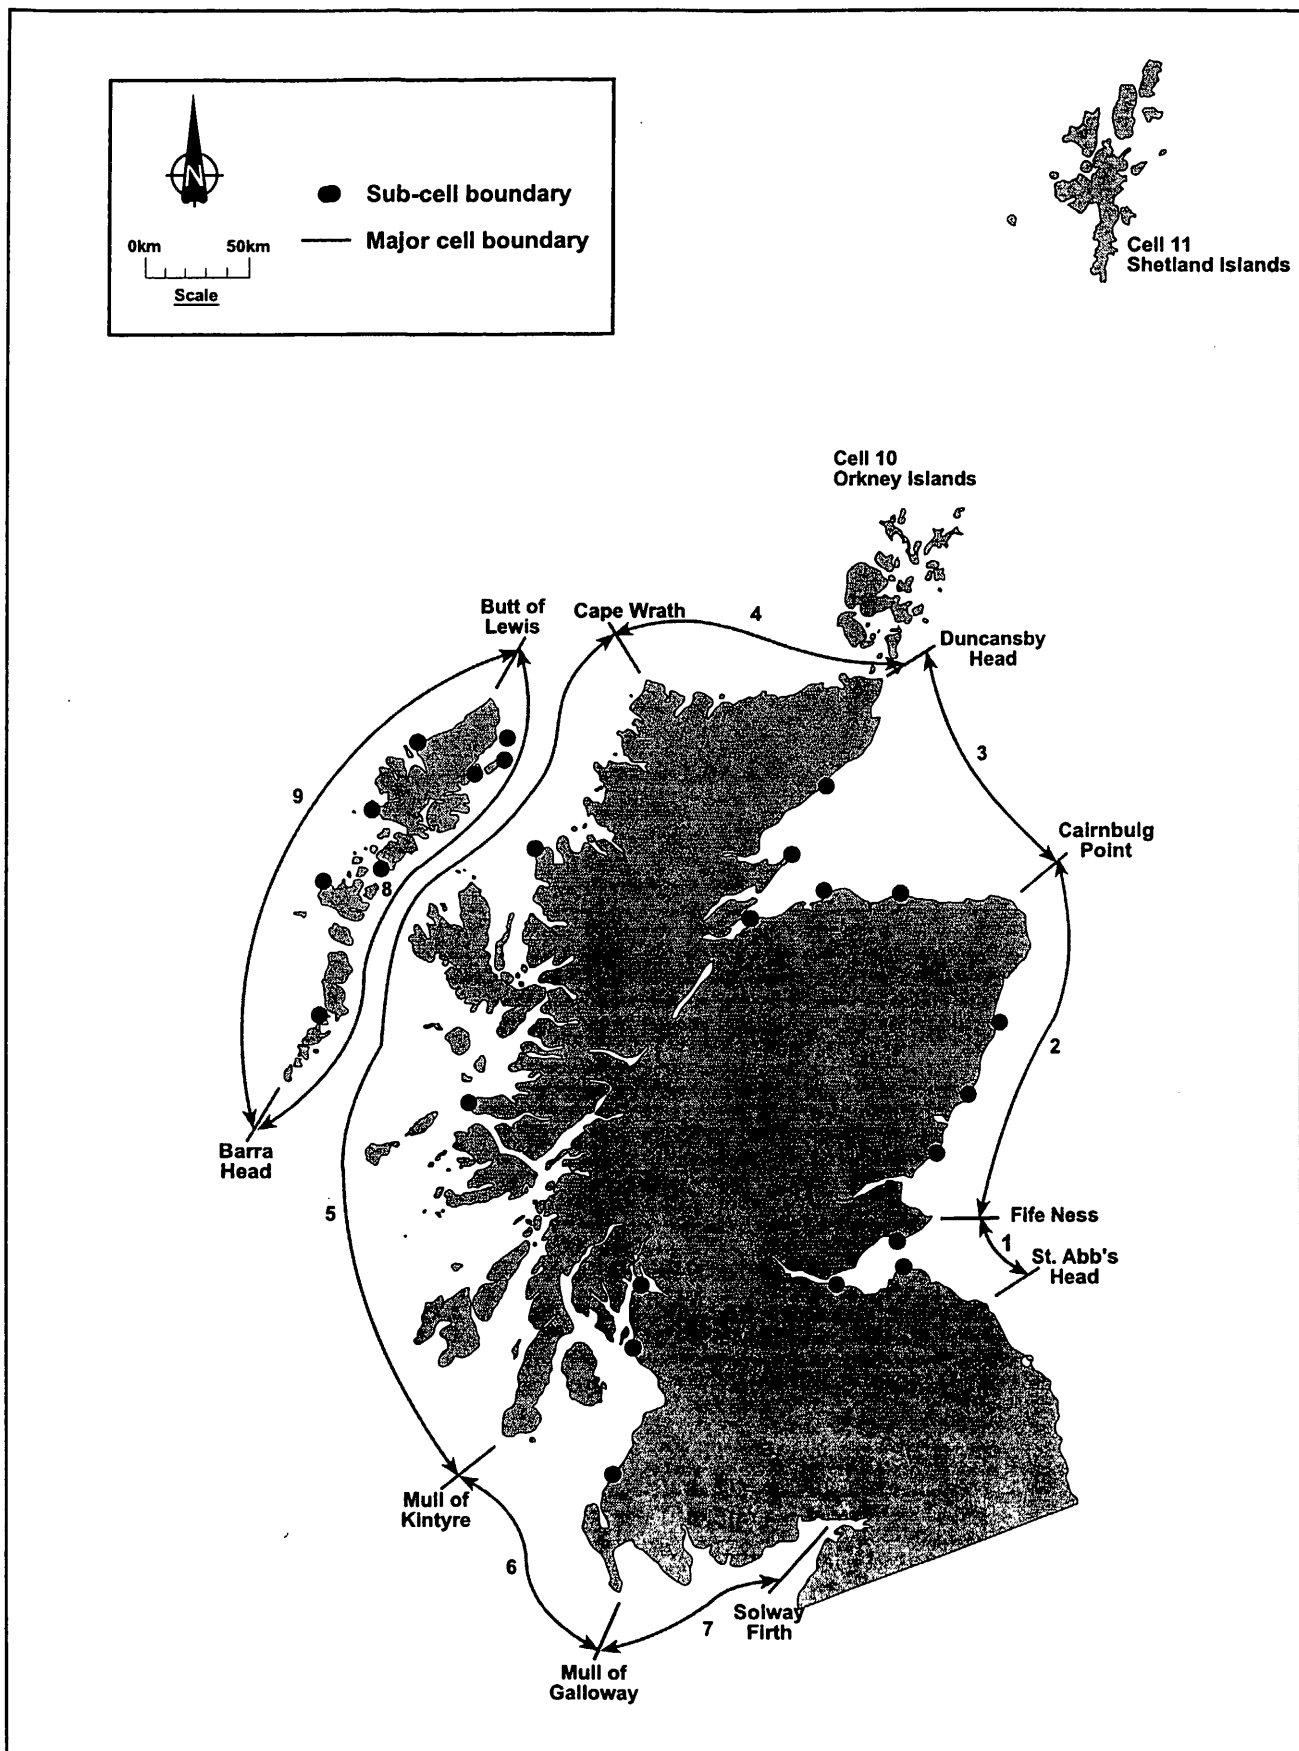 N
Sub-cell boundary
Major cell boundary
0km 50km
Scale
Cell 11
Shetland Islands
Cell 10
Orkney Islands
Butt of
Lewis
Cape Wrath
4
Duncansby
Head
3
9
Cairnbulg
Point
8
2
Barra
Head
5
Fife Ness
1
St. Abb's
Head
Mull of
Kintyre
6
7
Solway
Firth
Mull of
Galloway